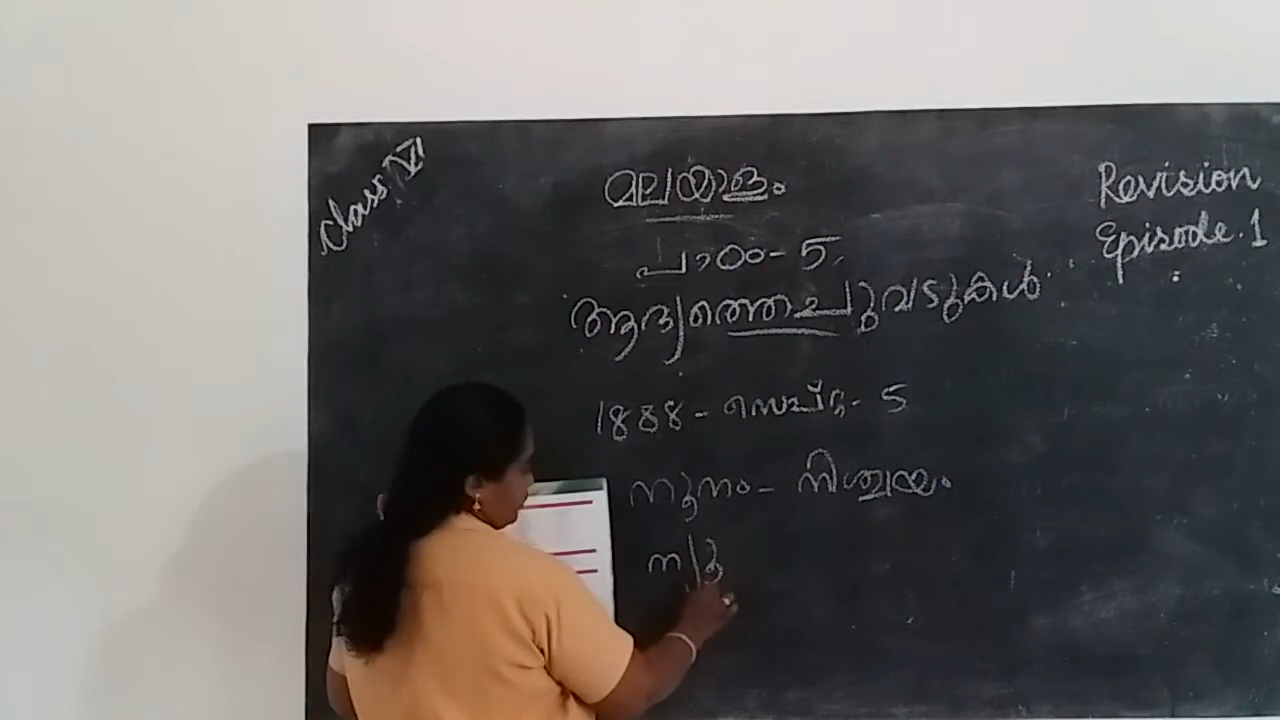 Class VI
മലയാളം
Revision
Episode.1
പാഠം - 5.
ആദ്യത്തെചുവടുകൾ
1888 - സെപ്റ്റ - 5
നൂനം - നിശ്ചയം
ന്യൂ